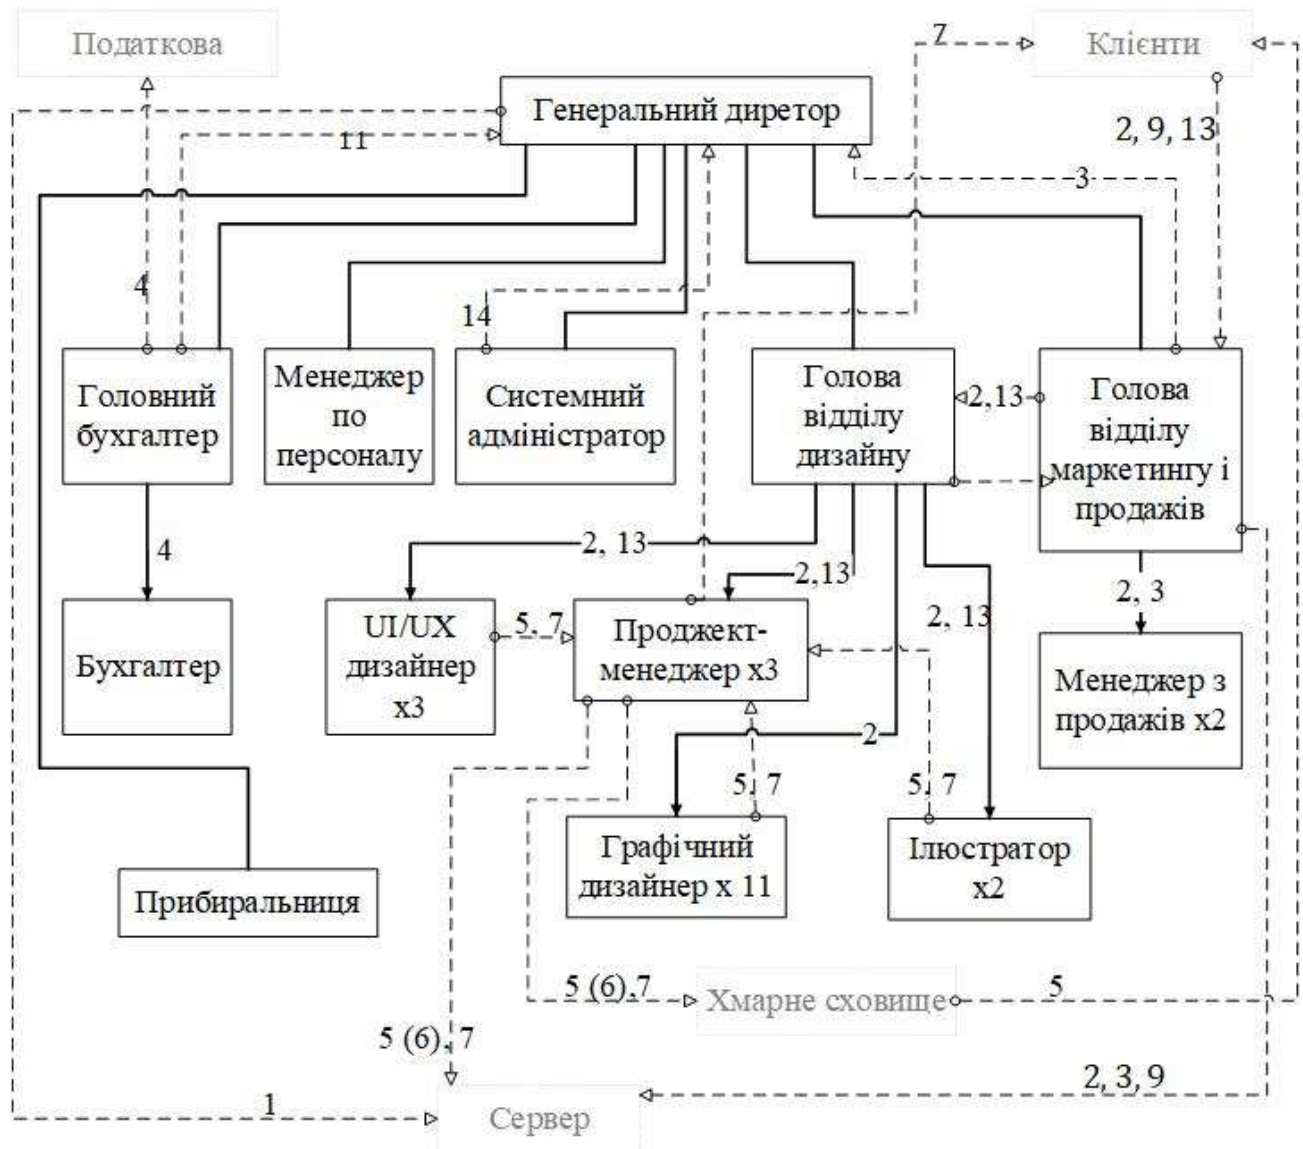 Податкова
7
Клієнти
Генеральний диретор
2, 9, 13
11
3
4
14
Головний
бухгалтер
Менеджер
по
персоналу
Системний
адміністратор
Голова
відділу
дизайну
2,13
Голова
відділу
маркетингу і
продажів
4
2, 13
2,13
2, 13
2, 3
Бухгалтер
UI/UX
дизайнер
х3
5, 7
Проджект-
менеджер х3
Менеджер з
продажів х2
2
5, 7
5, 7
Прибиральниця
Графічний
дизайнер х 11
Ілюстратор
х2
5 (6),7
Хмарне сховище
5
5 (6), 7
2, 3, 9
1
Сервер